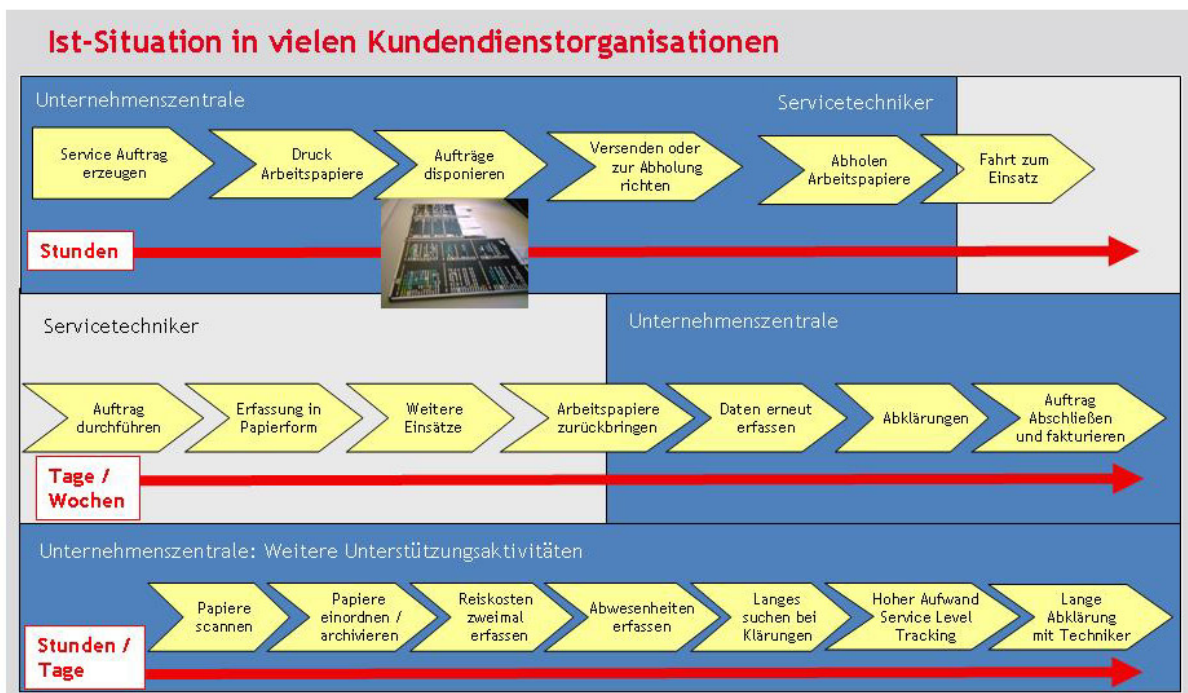 Ist-Situation in vielen Kundendienstorganisationen
Unternehmenszentrale
Servicetechniker
Service Auftrag
erzeugen
Druck
Arbeitspapiere
Aufträge
disponieren
Versenden oder
zur Abholung
richten
Abholen
Arbeitspapiere
Fahrt zum
Einsatz
Stunden
Servicetechniker
Unternehmenszentrale
Auftrag
durchführen
Erfassung in
Papierform
Weitere
Einsätze
Arbeitspapiere
zurückbringen
Daten erneut
erfassen
Abklärungen
Auftrag
Abschließen
und fakturieren
Tage /
Wochen
Unternehmenszentrale: Weitere Unterstützungsaktivitäten
Papiere
scannen
Papiere
einordnen /
archivieren
Reiskosten
zweimal
erfassen
Abwesenheiten
erfassen
Langes
suchen bei
Klärungen
Hoher Aufwand
Service Level
Tracking
Lange
Abklärung
mit Techniker
Stunden /
Tage